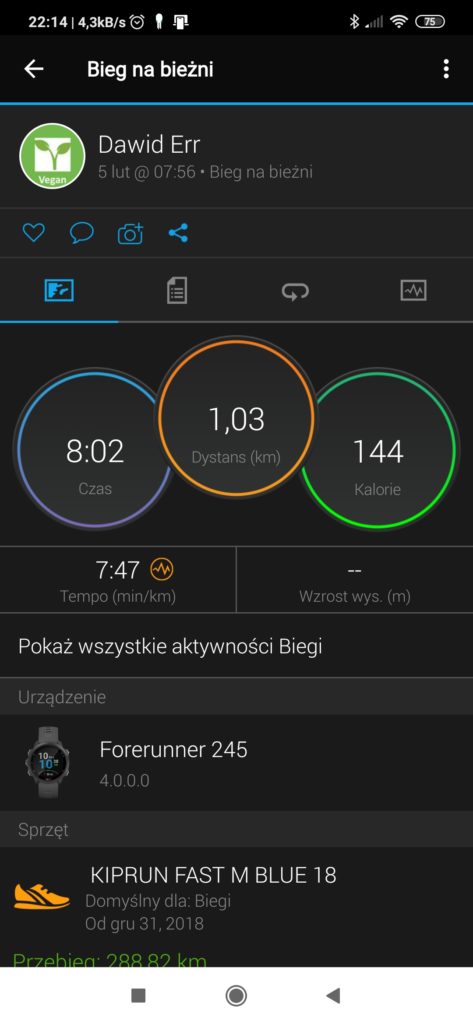 22:14 | 4,3kB/s
75
Bieg na bieżni
Dawid Err
5 lut @ 07:56 • Bieg na bieżni
Vegan
8:02
Czas
1,03
Dystans (km)
144
Kalorie
7:47
Tempo (min/km)
--
Wzrost wys. (m)
Pokaż wszystkie aktywności Biegi
Urządzenie
Forerunner 245
4.0.0.0
Sprzęt
KIPRUN FAST M BLUE 18
Domyślny dla: Biegi
Od gru 31, 2018
Przebieg: 288,82 km